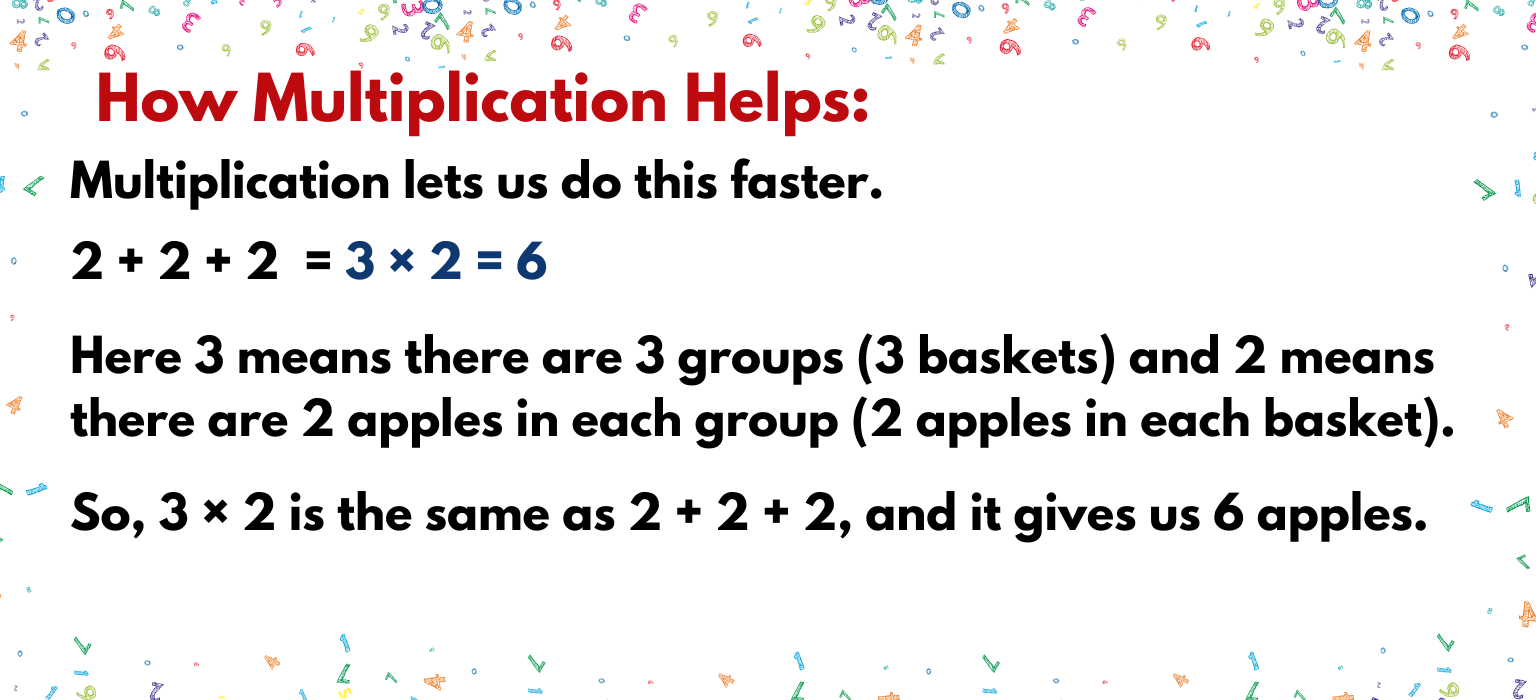 How Multiplication Helps:
Multiplication lets us do this faster.
2 + 2 + 2 = 3 × 2 = 6
Here 3 means there are 3 groups (3 baskets) and 2 means
there are 2 apples in each group (2 apples in each basket).
So, 3 × 2 is the same as 2 + 2 + 2, and it gives us 6 apples.